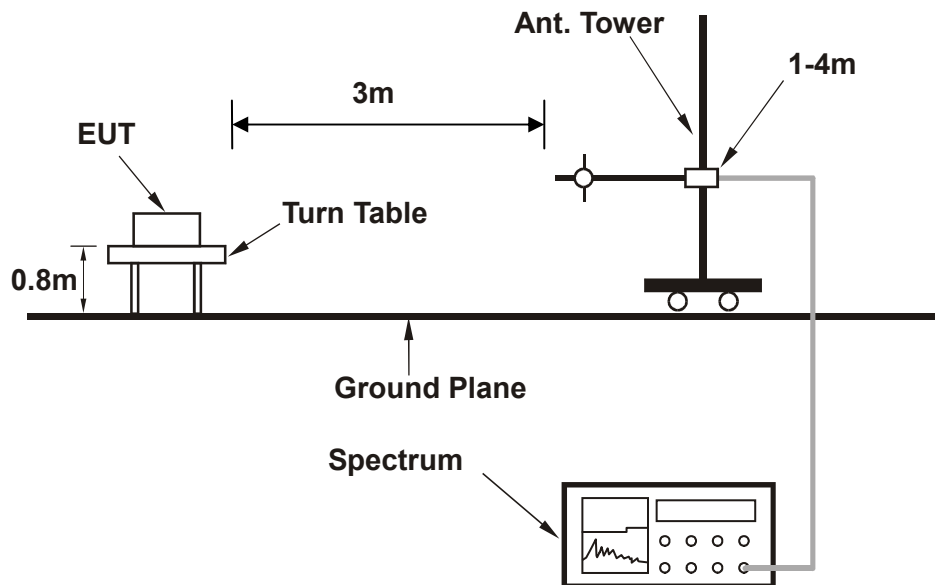 Ant. Tower
1-4m
3m
EUT
Turn Table
0.8m
Ground Plane
Spectrum